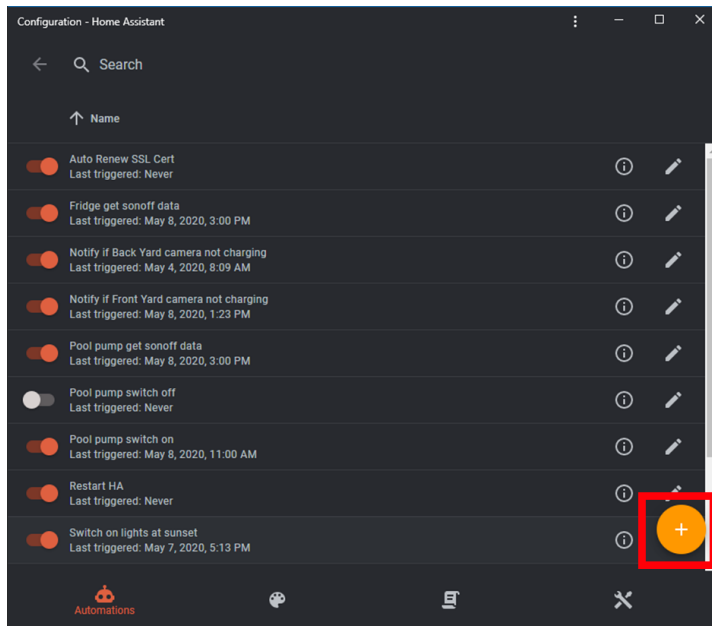 Configuration - Home Assistant
Search
Name
Auto Renew SSL Cert
Last triggered: Never
Fridge get sonoff data
Last triggered: May 8, 2020, 3:00 PM
Notify if Back Yard camera not charging
Last triggered: May 4, 2020, 8:09 AM
Notify if Front Yard camera not charging
Last triggered: May 8, 2020, 1:23 PM
Pool pump get sonoff data
Last triggered: May 8, 2020, 3:00 PM
Pool pump switch off
Last triggered: Never
Pool pump switch on
Last triggered: May 8, 2020, 11:00 AM
Restart HA
Last triggered: Never
Switch on lights at sunset
Last triggered: May 7, 2020, 5:13 PM
Automations